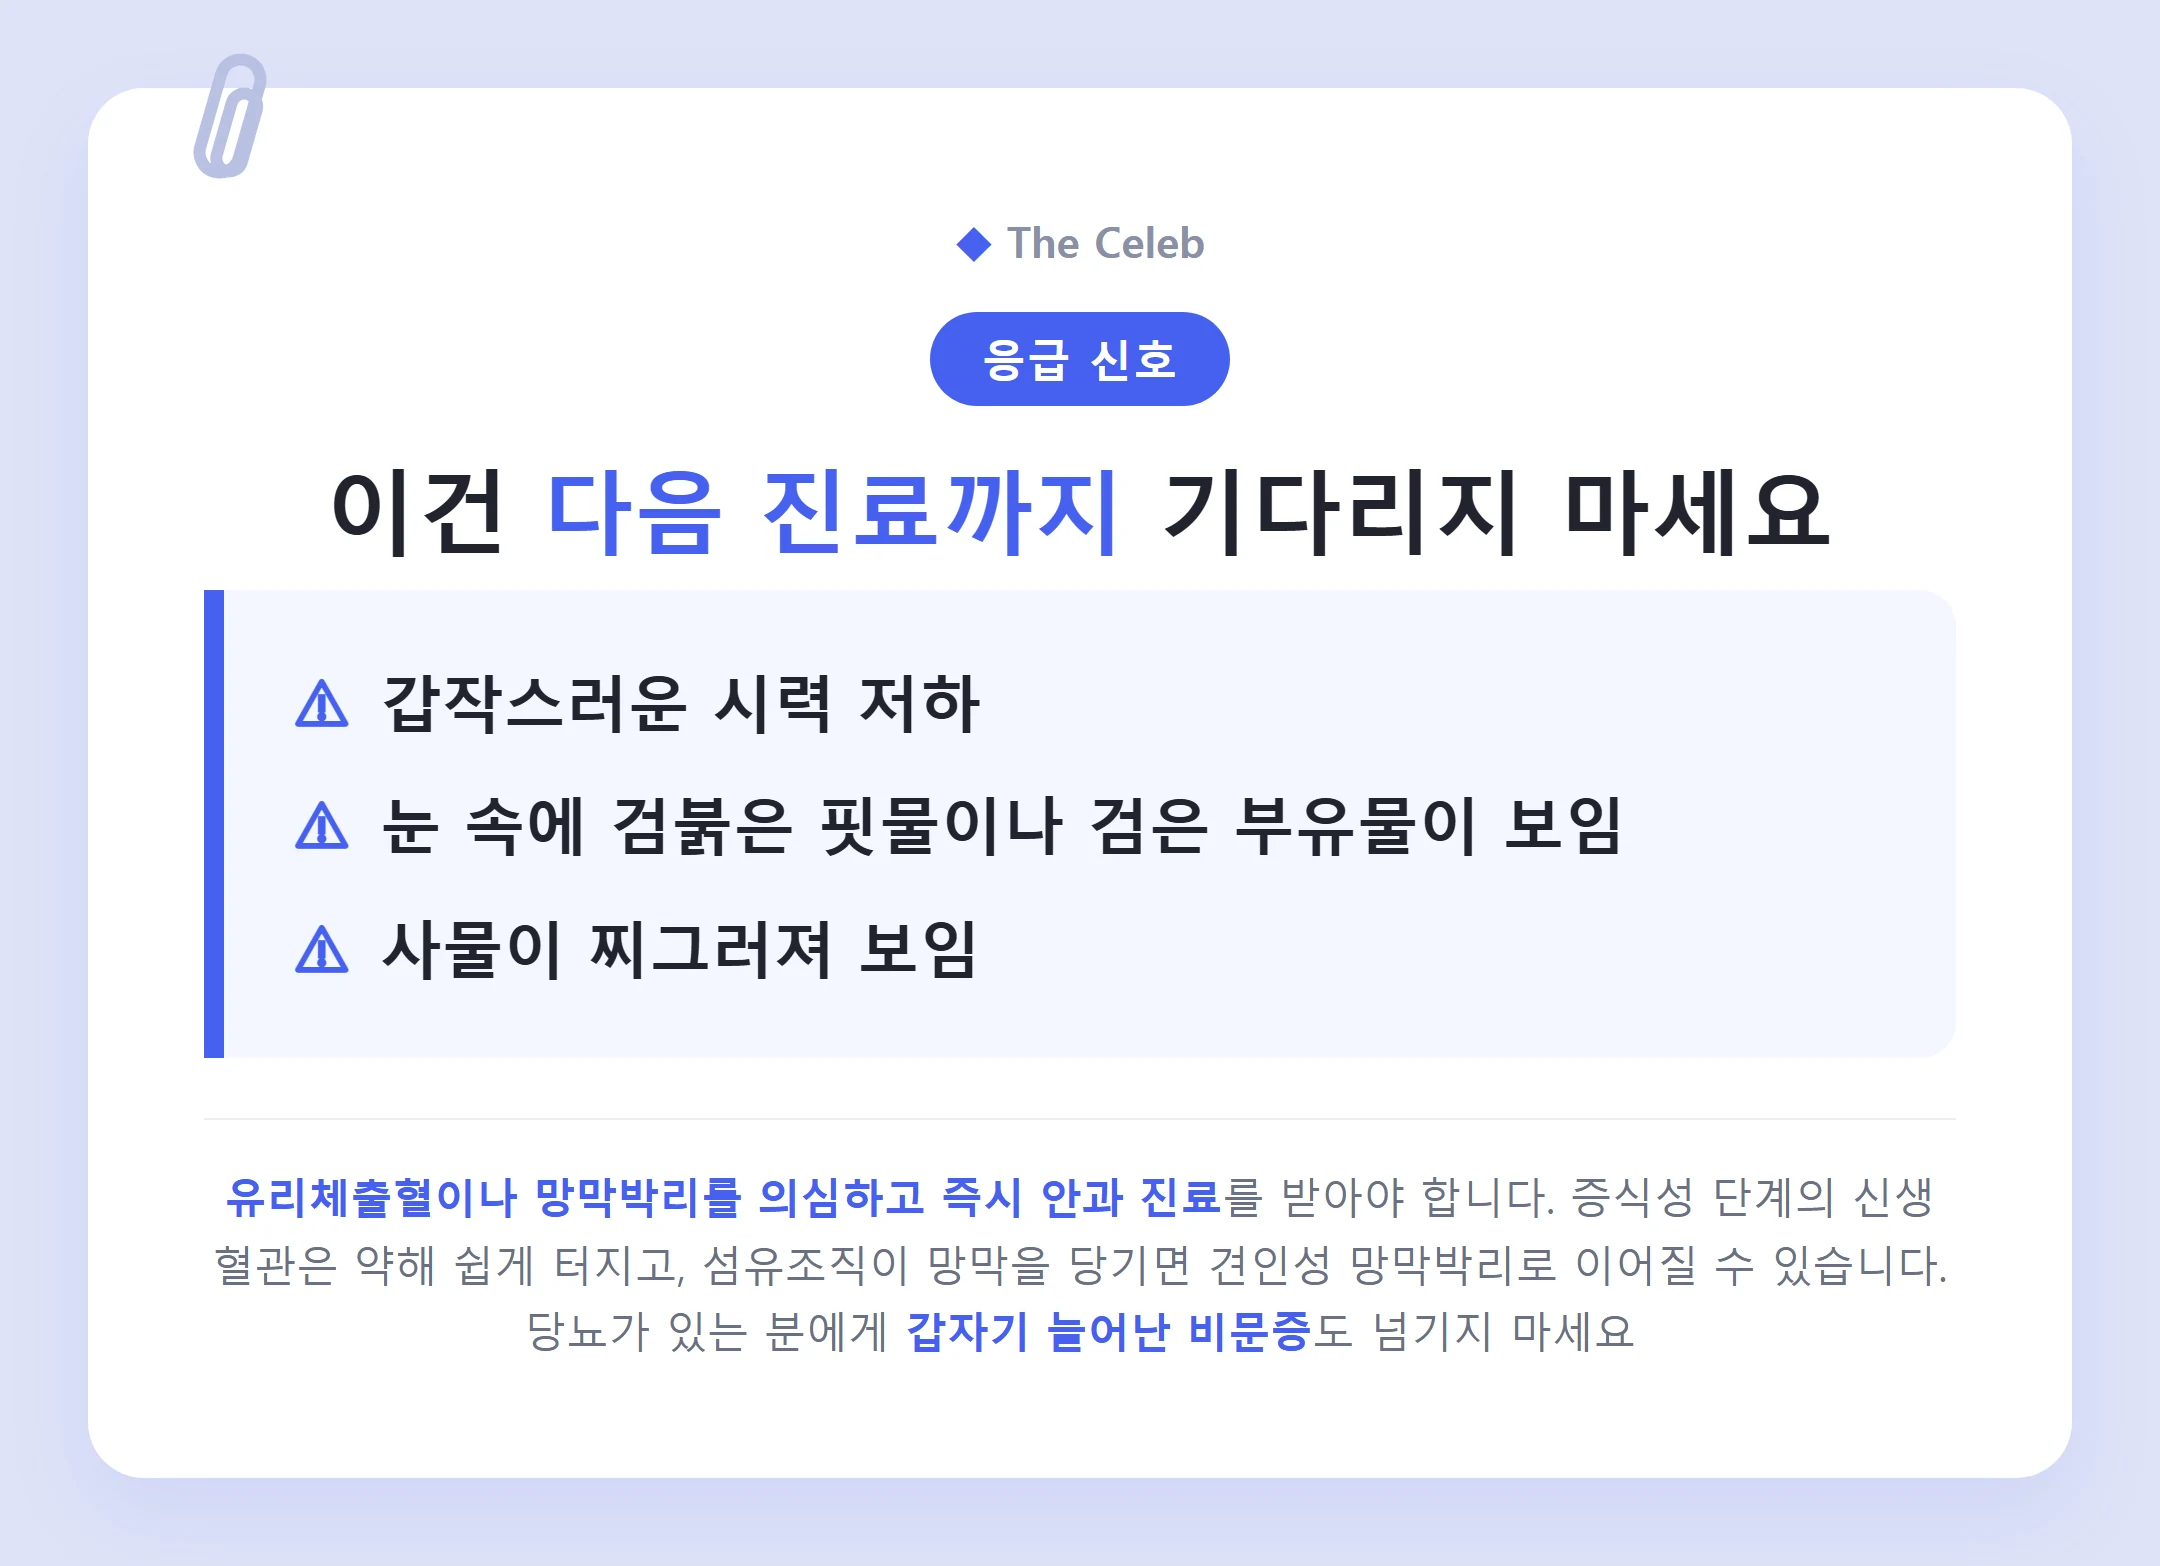 The Celeb
응급 신호
이건 다음 진료까지 기다리지 마세요
갑작스러운 시력 저하
눈 속에 검붉은 핏물이나 검은 부유물이 보임
사물이 찌그러져 보임
유리체출혈이나 망막박리를 의심하고 즉시 안과 진료를 받아야 합니다. 증식성 단계의 신생
혈관은 약해 쉽게 터지고, 섬유조직이 망막을 당기면 견인성 망막박리로 이어질 수 있습니다.
당뇨가 있는 분에게 갑자기 늘어난 비문증도 넘기지 마세요